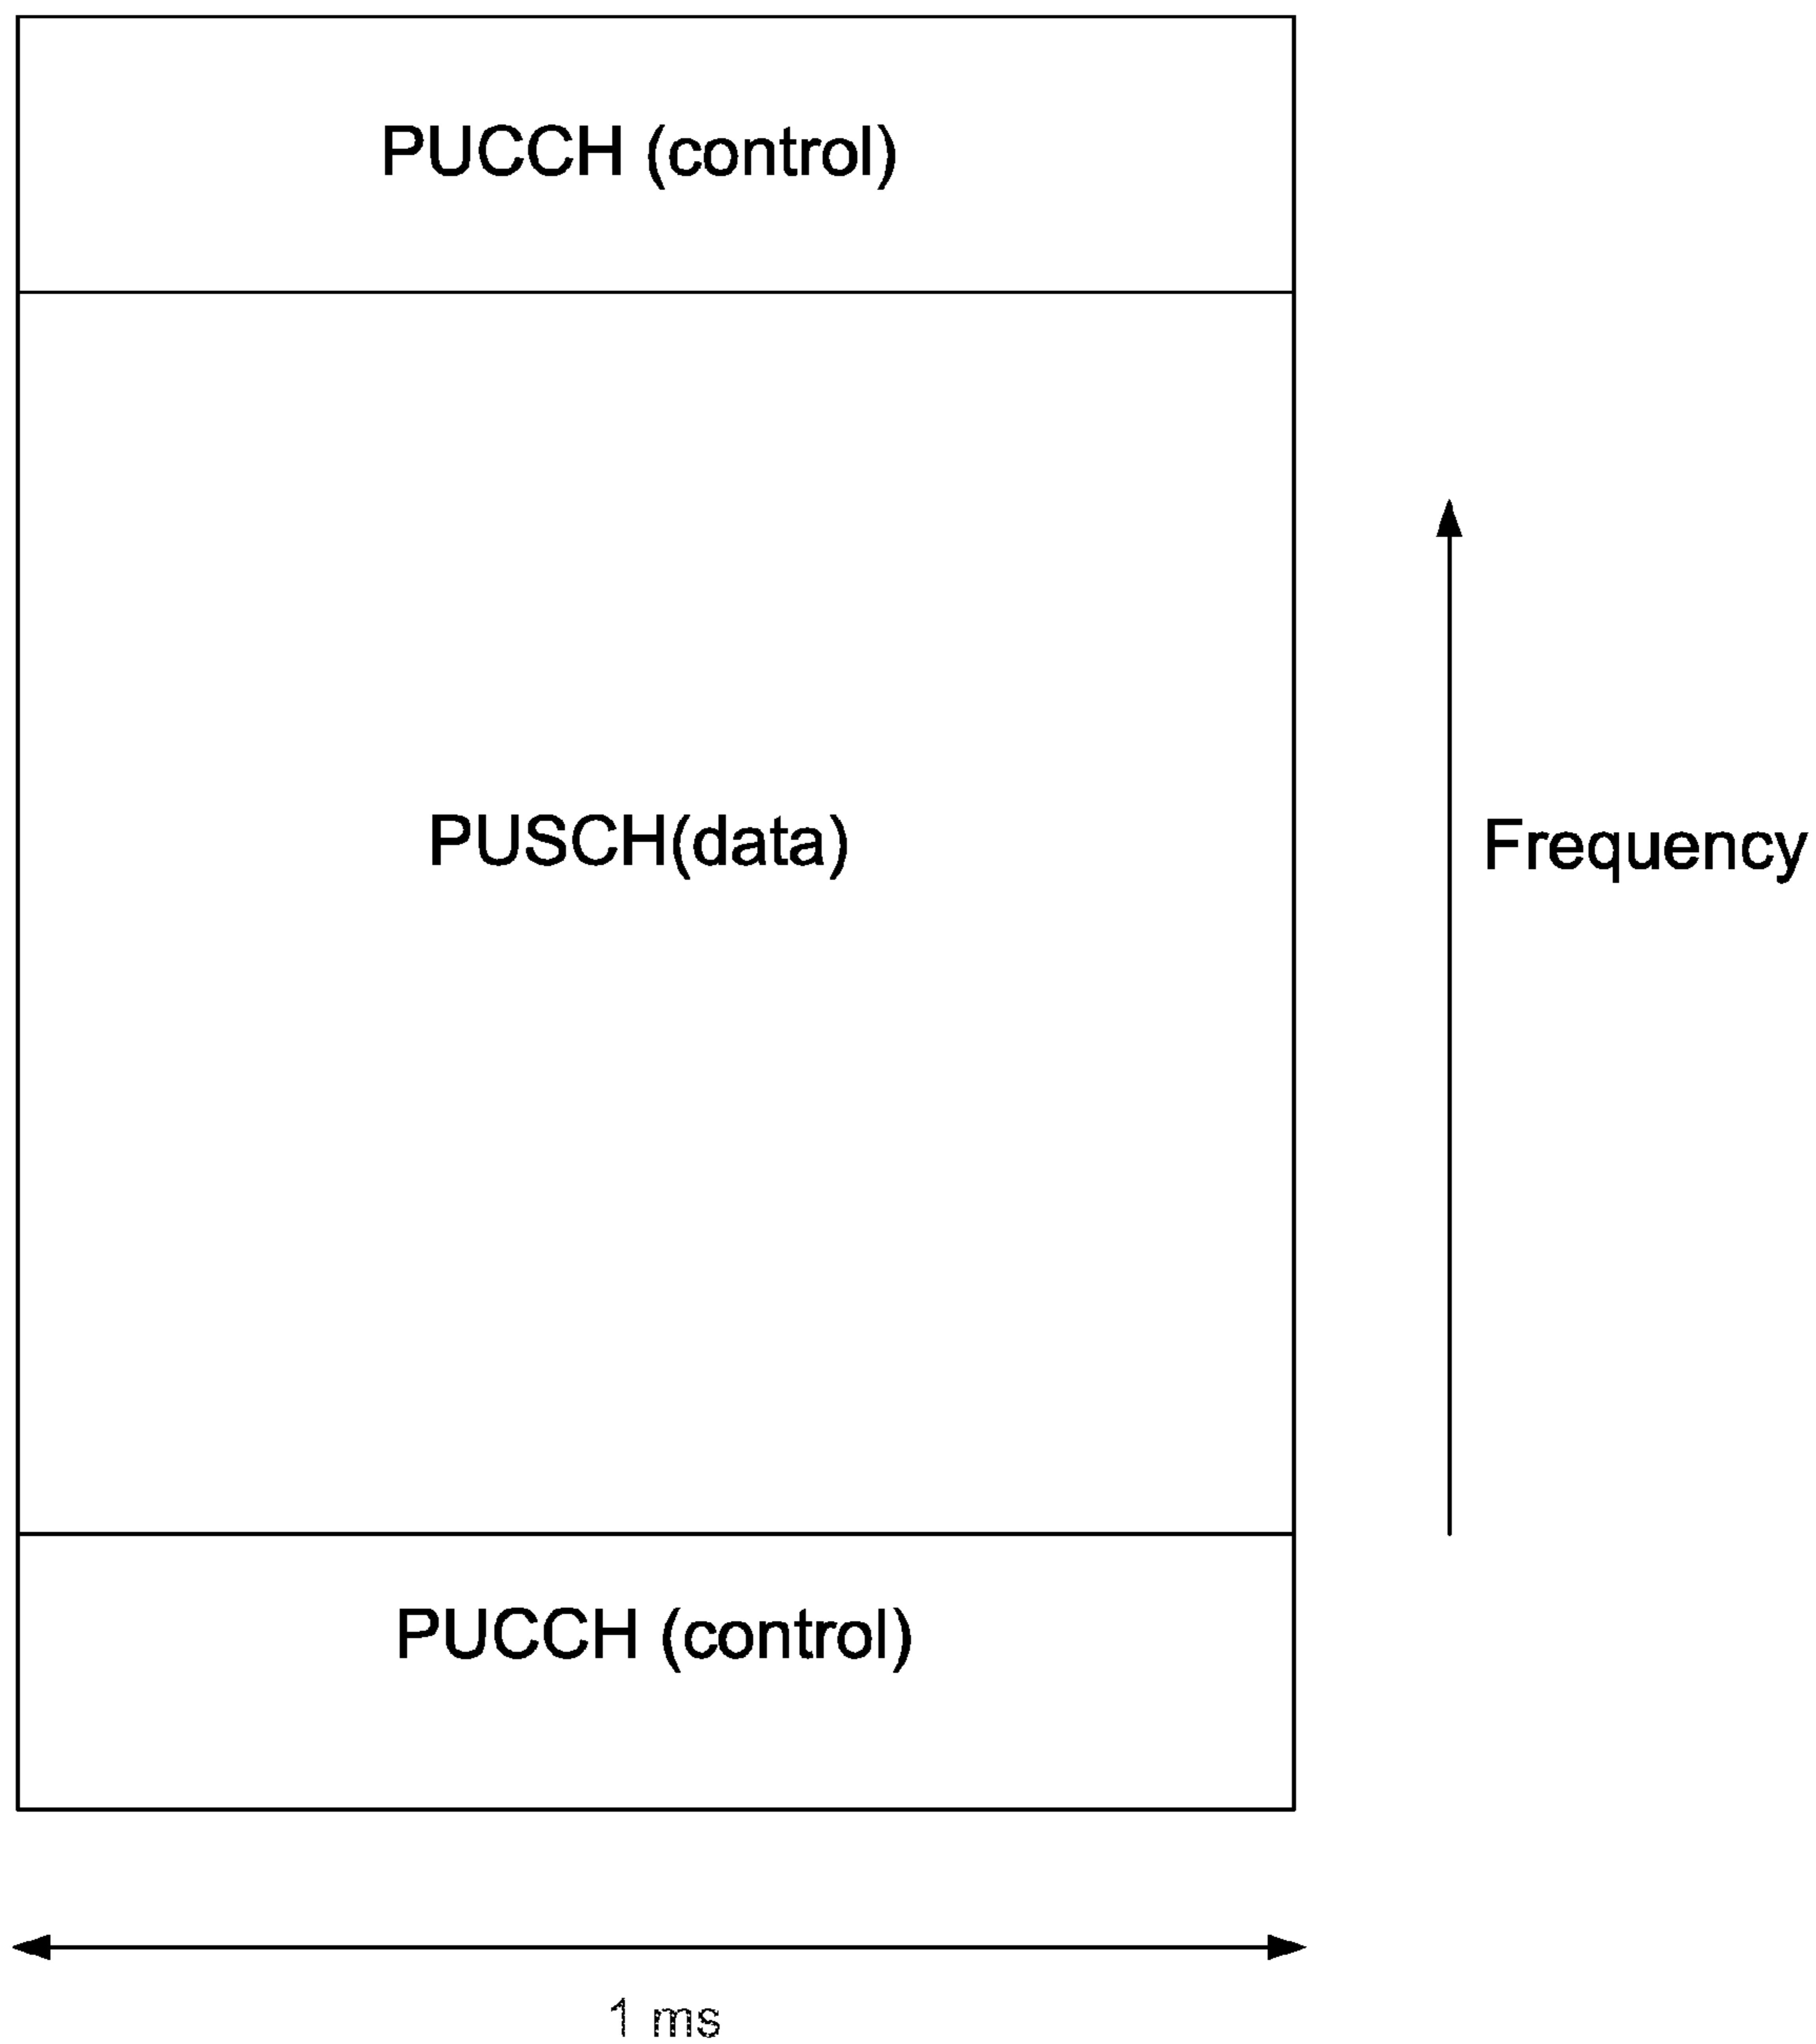 PUCCH (control)
PUSCH(data)
Frequency
PUCCH (control)
1 ms